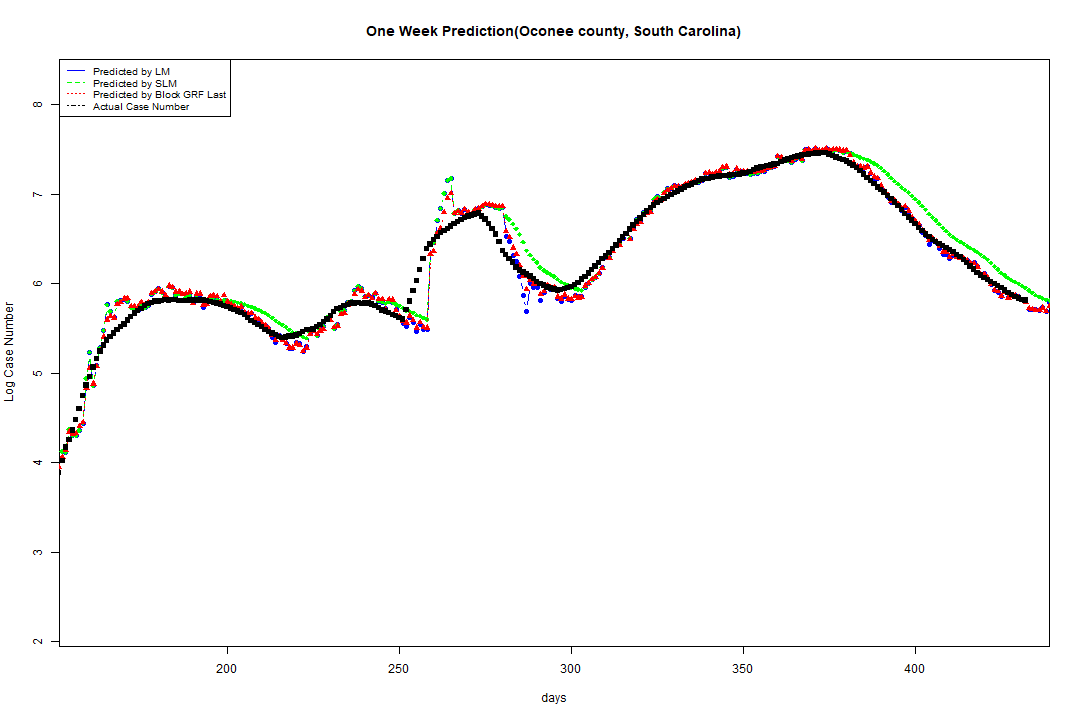 One Week Prediction(Oconee county, South Carolina)
Predicted by LM
Predicted by SLM
Predicted by Block GRF Last
Actual Case Number
8
7
6
5
4
3
2
Log Case Number
200
250
300
350
400
days